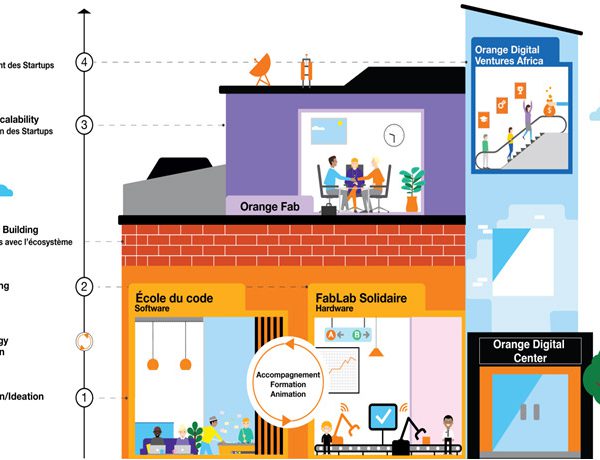 4
nt des Startups
Orange Digital
Ventures Africa
$
calability
n des Startups
3
Orange Fab
Building
s avec l'écosystème
ng
2
École du code
Software
FabLab Solidaire
Hardware
A
B
gy
n
Orange Digital
Center
Accompagnement
Formation
Animation
n/Ideation
1